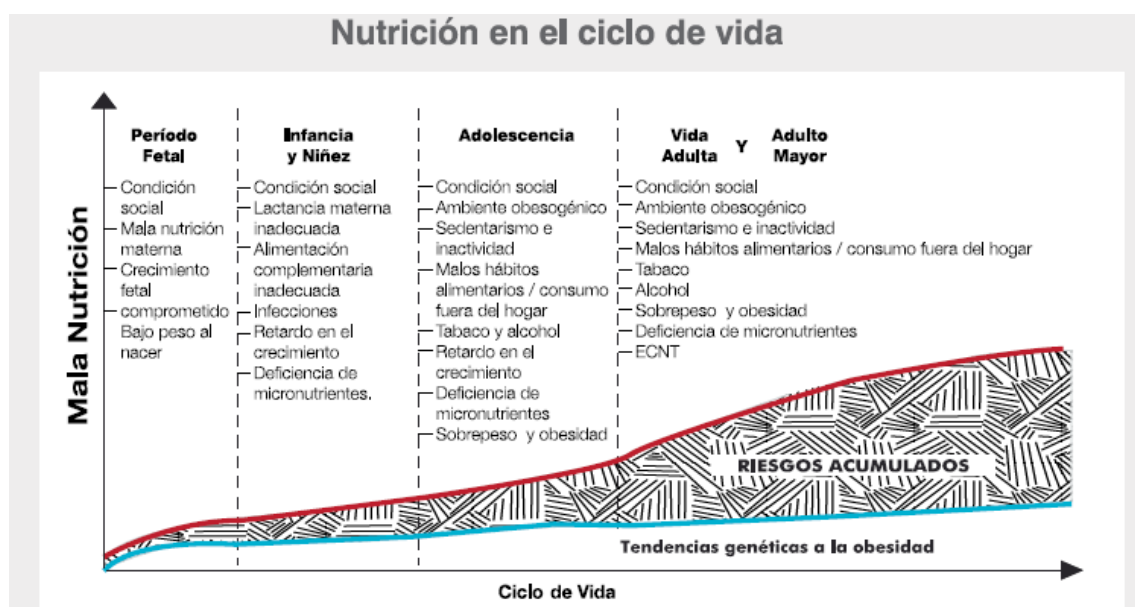 Nutrición en el ciclo de vida
Mala Nutrición
Período
Fetal
Condición
social
Mala nutrición
materna
Crecimiento
fetal
comprometido
Bajo peso al
nacer
Infancia
y Niñez
Condición social
Lactancia materna
inadecuada
Alimentación
complementaria
inadecuada
Infecciones
Retardo en el
crecimiento
Deficiencia de
micronutrientes.
Adolescencia
Condición social
Ambiente obesogénico
Sedentarismo e
inactividad
Malos hábitos
alimentarios / consumo
fuera del hogar
Tabaco y alcohol
Retardo en el
crecimiento
Deficiencia de
micronutrientes
Sobrepeso y obesidad
Vida Y Adulto
Adulta Mayor
Condición social
Ambiente obesogénico
Sedentarismo e inactividad
Malos hábitos alimentarios / consumo fuera del hogar
Tabaco
Alcohol
Sobrepeso y obesidad
Deficiencia de micronutrientes
ECNT
RIESGOS ACUMULADOS
Tendencias genéticas a la obesidad
Ciclo de Vida